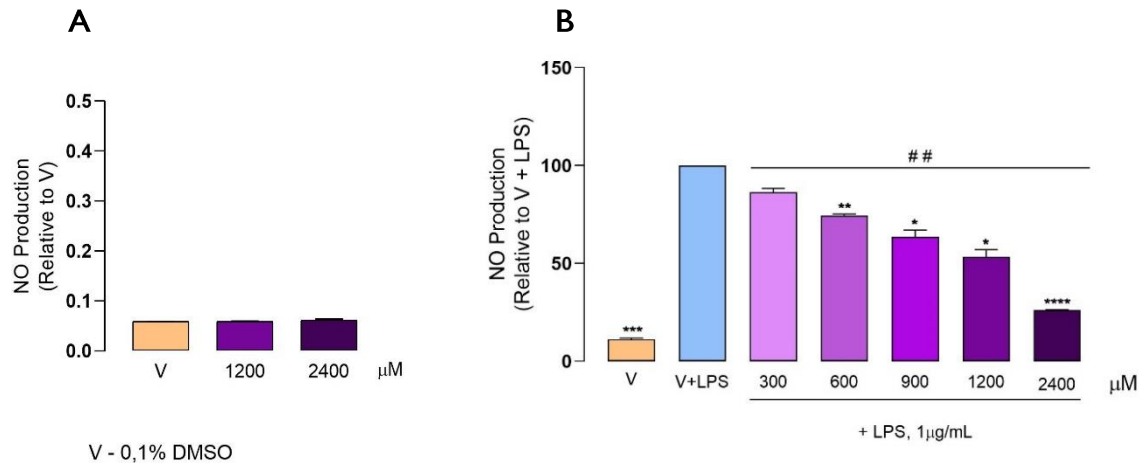 A
NO Production
(Relative to V)
0.5
0.4
0.3
0.2
0.1
0.0
V 1200 2400 μM
V - 0,1% DMSO
B
NO Production
(Relative to V + LPS)
150
100
50
0
##
***
**
*
*
****
V V+LPS 300 600 900 1200 2400 μM
+ LPS, 1μg/mL